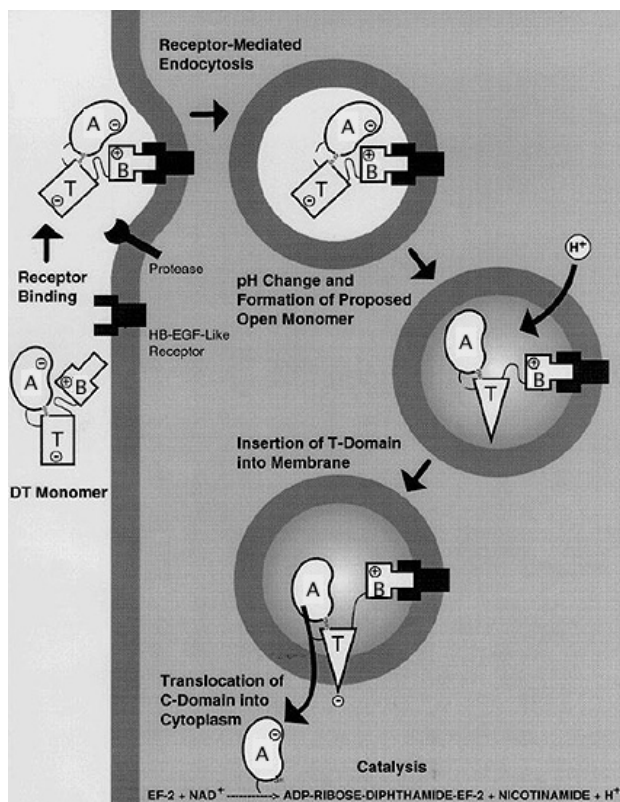 Receptor-Mediated
Endocytosis
A
B
T
A
B
T
Receptor
Binding
Protease
pH Change and
Formation of Proposed
Open Monomer
H+
HB-EGF-Like
Receptor
A
B
T
A
T
B
DT Monomer
Insertion of T-Domain
into Membrane
A
B
T
Translocation of
C-Domain into
Cytoplasm
A
Catalysis
EF-2 + NAD+ ----------> ADP-RIBOSE-DIPHTHAMIDE-EF-2 + NICOTINAMIDE + H+